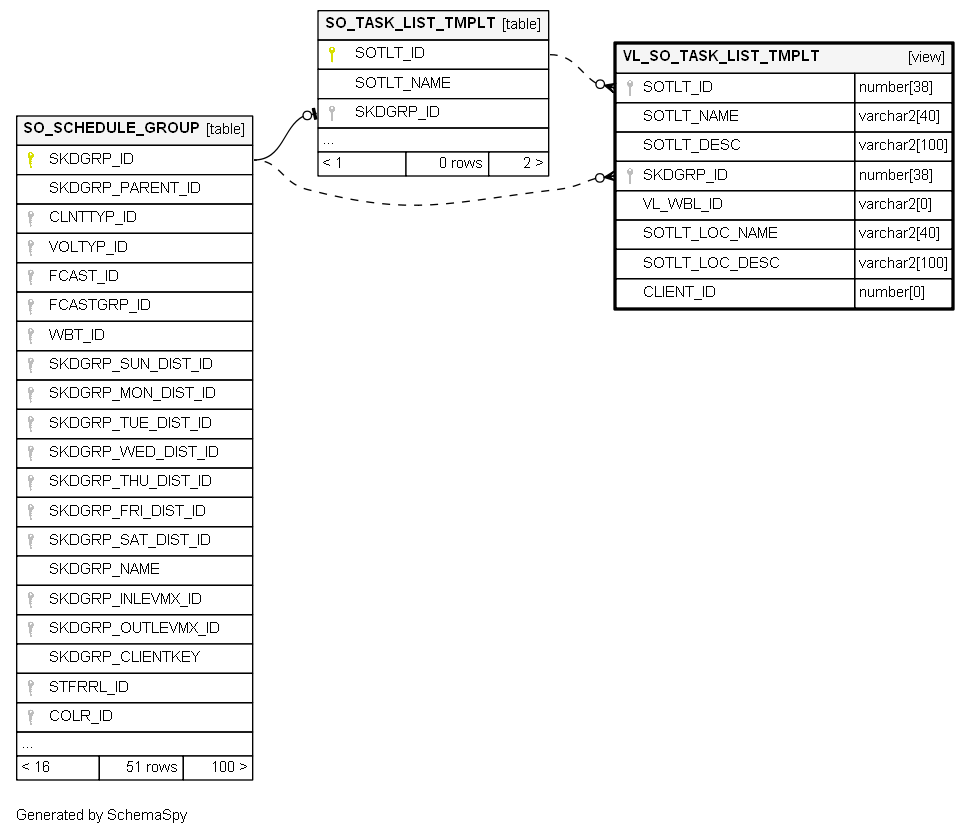 SO_TASK_LIST_TMPLT [table]
SOTLT_ID
SOTLT_NAME
SKDGRP_ID
...
< 1 0 rows 2 >
VL_SO_TASK_LIST_TMPLT [view]
SOTLT_ID number[38]
SOTLT_NAME varchar2[40]
SOTLT_DESC varchar2[100]
SKDGRP_ID number[38]
VL_WBL_ID varchar2[0]
SOTLT_LOC_NAME varchar2[40]
SOTLT_LOC_DESC varchar2[100]
CLIENT_ID number[0]
SO_SCHEDULE_GROUP [table]
SKDGRP_ID
SKDGRP_PARENT_ID
CLNTTYP_ID
VOLTYP_ID
FCAST_ID
FCASTGRP_ID
WBT_ID
SKDGRP_SUN_DIST_ID
SKDGRP_MON_DIST_ID
SKDGRP_TUE_DIST_ID
SKDGRP_WED_DIST_ID
SKDGRP_THU_DIST_ID
SKDGRP_FRI_DIST_ID
SKDGRP_SAT_DIST_ID
SKDGRP_NAME
SKDGRP_INLEVMX_ID
SKDGRP_OUTLEVMX_ID
SKDGRP_CLIENTKEY
STFRRL_ID
COLR_ID
...
< 16 51 rows 100 >
Generated by SchemaSpy